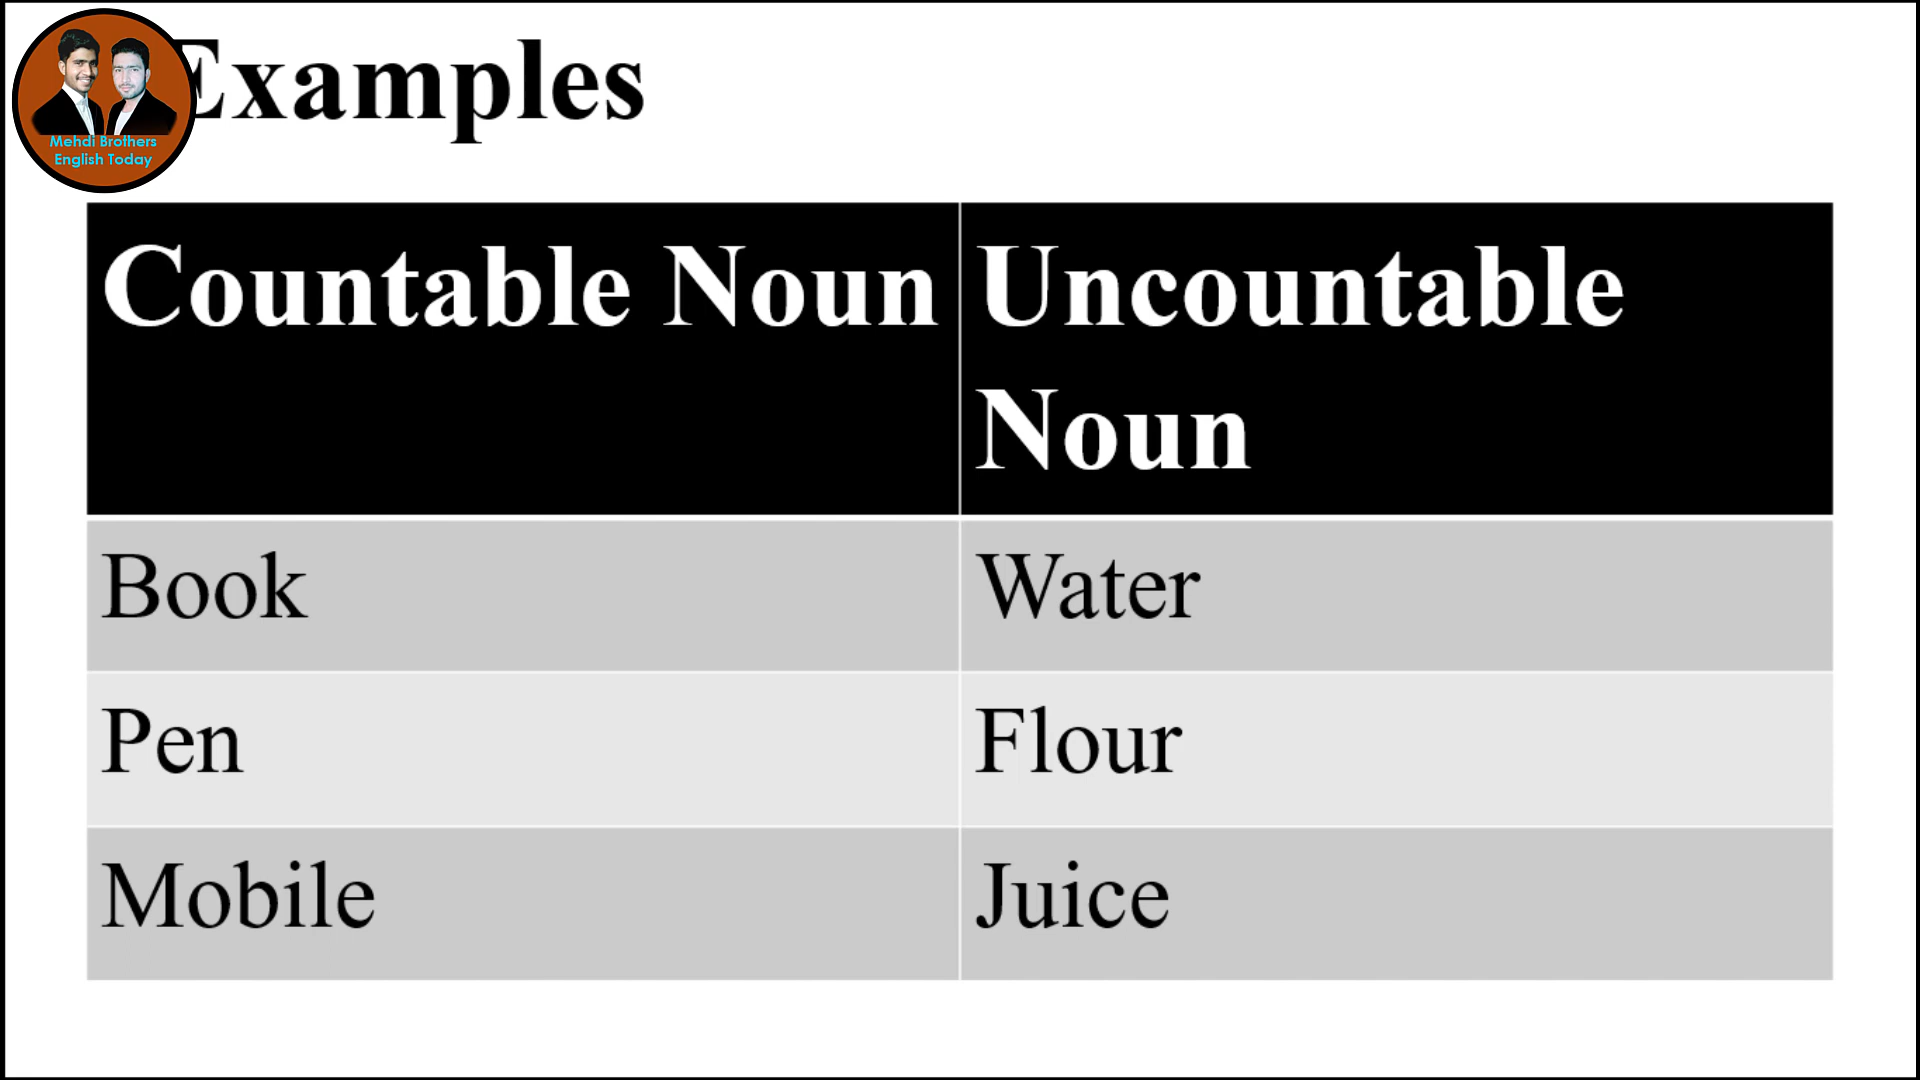 Examples
Mehdi Brothers
English Today
Countable Noun
Uncountable
Noun
Book
Water
Pen
Flour
Mobile
Juice